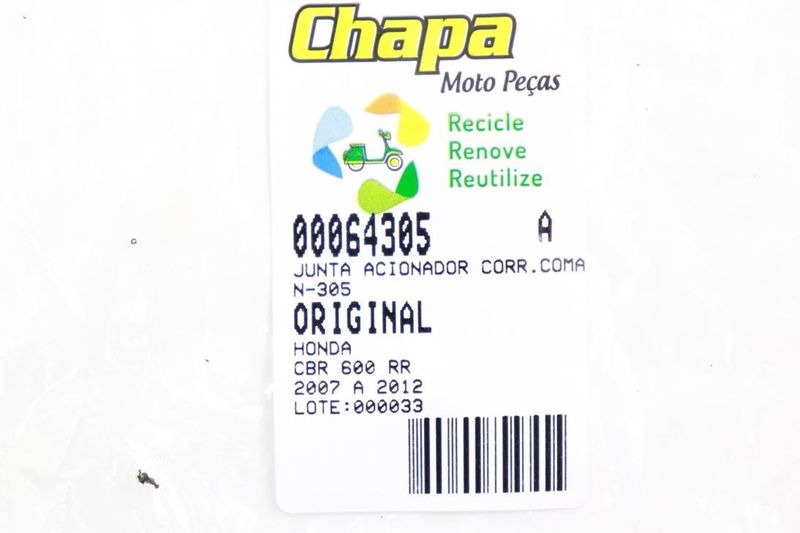 Chapa
Moto Peças
Recicle
Renove
Reutilize
00064305 A
JUNTA ACIONADOR CORR.COMA
N-305
ORIGINAL
HONDA
CBR 600 RR
2007 A 2012
LOTE:000033